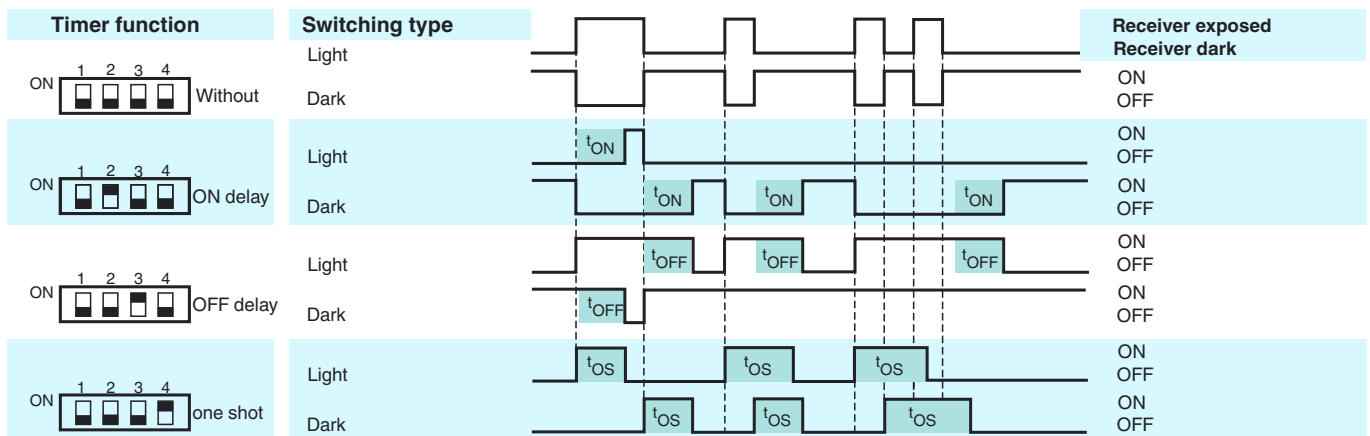 Timer function Switching type Receiver exposed
Light Receiver dark
1 2 3 4
ON Without
Dark
ON
OFF
Light
ON
OFF
tON
1 2 3 4
ON ON delay
Dark
ON
OFF
tON tON tON
Light
ON
OFF
tOFF tOFF tOFF
1 2 3 4
ON OFF delay
Dark
ON
OFF
tOFF
Light
ON
OFF
tOS tOS tOS
1 2 3 4
ON one shot
Dark
ON
OFF
tOS tOS tOS